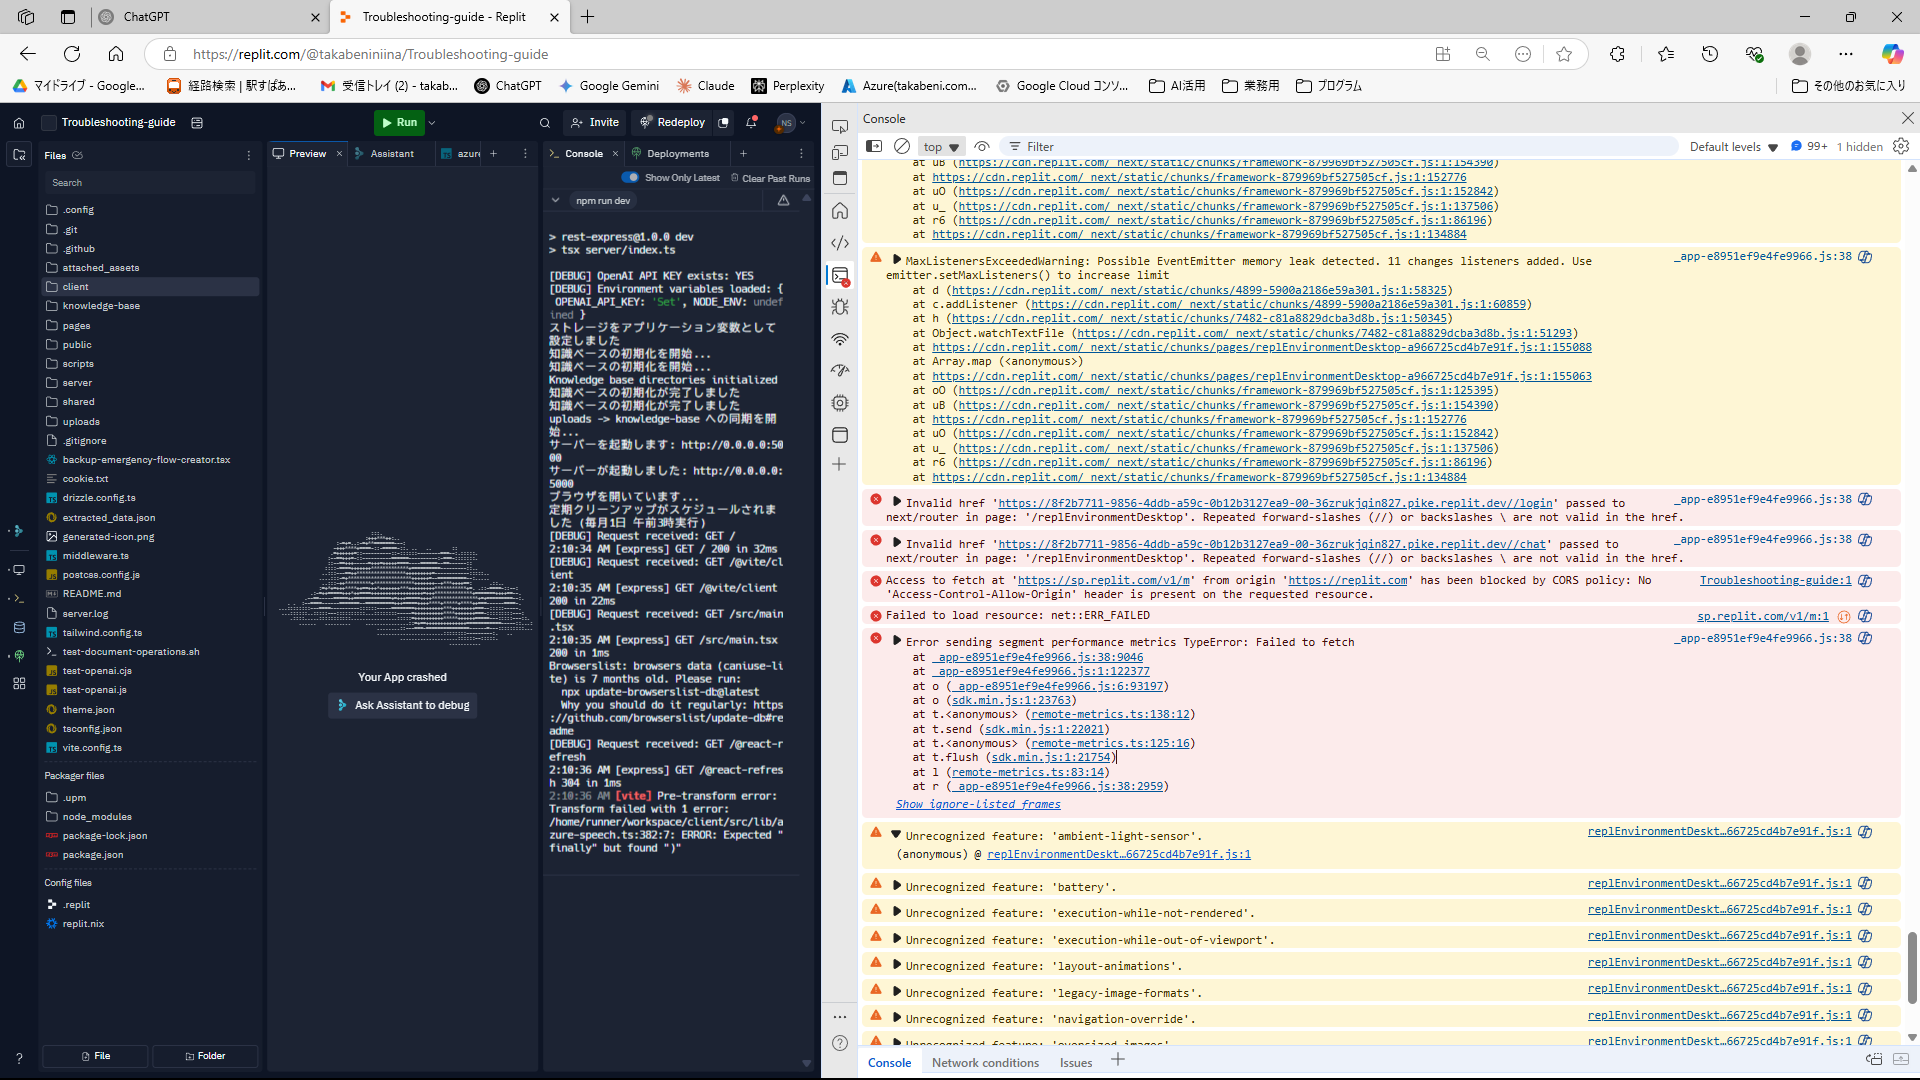 ChatGPT
Troubleshooting-guide - Replit
https://replit.com/@takabeniniina/Troubleshooting-guide
マイドライブ - Google...
経路検索 | 駅すぱあ...
受信トレイ (2) - takab...
ChatGPT
Google Gemini
Claude
Perplexity
Azure(takabeni.com...
Google Cloud コンソ...
AI活用
業務用
プログラム
その他のお気に入り
Troubleshooting-guide
Run
Invite
Redeploy
NS
Files
Search
.config
.git
.github
attached_assets
client
knowledge-base
pages
public
scripts
server
shared
uploads
.gitignore
backup-emergency-flow-creator.tsx
cookie.txt
drizzle.config.ts
extracted_data.json
generated-icon.png
middleware.ts
postcss.config.js
README.md
server.log
tailwind.config.ts
test-document-operations.sh
test-openai.cjs
test-openai.js
theme.json
tsconfig.json
vite.config.ts
Packager files
.upm
node_modules
package-lock.json
package.json
Config files
.replit
replit.nix
File
Folder
Preview
Assistant
azure
Your App crashed
Ask Assistant to debug
Console
Deployments
Show Only Latest
Clear Past Runs
npm run dev
> rest-express@1.0.0 dev
> tsx server/index.ts
[DEBUG] OpenAI API KEY exists: YES
[DEBUG] Environment variables loaded: {
OPENAI_API_KEY: 'Set', NODE_ENV: undef
ined }
ストレージをアプリケーション変数として
設定しました
知識ベースの初期化を開始...
知識ベースの初期化を開始...
Knowledge base directories initialized
知識ベースの初期化が完了しました
知識ベースの初期化が完了しました
uploads -> knowledge-base への同期を開
始...
サーバーを起動します: http://0.0.0.0:50
00
サーバーが起動しました: http://0.0.0.0:
5000
ブラウザを開いています...
定期クリーンアップがスケジュールされま
した (毎月1日 午前3時実行)
[DEBUG] Request received: GET /
2:10:34 AM [express] GET / 200 in 32ms
[DEBUG] Request received: GET /@vite/cl
ient
2:10:35 AM [express] GET /@vite/client
200 in 22ms
[DEBUG] Request received: GET /src/main
.tsx
2:10:35 AM [express] GET /src/main.tsx
200 in 1ms
Browserslist: browsers data (caniuse-li
te) is 7 months old. Please run:
npx update-browserslist-db@latest
Why you should do it regularly: https
://github.com/browserslist/update-db#re
adme
[DEBUG] Request received: GET /@react-r
efresh
2:10:36 AM [express] GET /@react-refres
h 304 in 1ms
2:10:36 AM [vite] Pre-transform error:
Transform failed with 1 error:
/home/runner/workspace/client/src/lib/a
zure-speech.ts:382:7: ERROR: Expected "
finally" but found ")"
Console
top
Filter
Default levels
99+
1 hidden
at uB (https://cdn.replit.com/_next/static/chunks/framework-879969bf527505cf.js:1:154390)
at https://cdn.replit.com/_next/static/chunks/framework-879969bf527505cf.js:1:152776
at uO (https://cdn.replit.com/_next/static/chunks/framework-879969bf527505cf.js:1:152842)
at u_ (https://cdn.replit.com/_next/static/chunks/framework-879969bf527505cf.js:1:137506)
at r6 (https://cdn.replit.com/_next/static/chunks/framework-879969bf527505cf.js:1:86196)
at https://cdn.replit.com/_next/static/chunks/framework-879969bf527505cf.js:1:134884
MaxListenersExceededWarning: Possible EventEmitter memory leak detected. 11 changes listeners added. Use
_app-e8951ef9e4fe9966.js:38
emitter.setMaxListeners() to increase limit
at d (https://cdn.replit.com/_next/static/chunks/4899-5900a2186e59a301.js:1:58325)
at c.addListener (https://cdn.replit.com/_next/static/chunks/4899-5900a2186e59a301.js:1:60859)
at h (https://cdn.replit.com/_next/static/chunks/7482-c81a8829dcba3d8b.js:1:50345)
at Object.watchTextFile (https://cdn.replit.com/_next/static/chunks/7482-c81a8829dcba3d8b.js:1:51293)
at https://cdn.replit.com/_next/static/chunks/pages/replEnvironmentDesktop-a966725cd4b7e91f.js:1:155088
at Array.map (<anonymous>)
at https://cdn.replit.com/_next/static/chunks/pages/replEnvironmentDesktop-a966725cd4b7e91f.js:1:155063
at oO (https://cdn.replit.com/_next/static/chunks/framework-879969bf527505cf.js:1:125395)
at uB (https://cdn.replit.com/_next/static/chunks/framework-879969bf527505cf.js:1:154390)
at https://cdn.replit.com/_next/static/chunks/framework-879969bf527505cf.js:1:152776
at uO (https://cdn.replit.com/_next/static/chunks/framework-879969bf527505cf.js:1:152842)
at u_ (https://cdn.replit.com/_next/static/chunks/framework-879969bf527505cf.js:1:137506)
at r6 (https://cdn.replit.com/_next/static/chunks/framework-879969bf527505cf.js:1:86196)
at https://cdn.replit.com/_next/static/chunks/framework-879969bf527505cf.js:1:134884
Invalid href 'https://8f2b7711-9856-4ddb-a59c-0b12b3127ea9-00-36zrukjqin827.pike.replit.dev//login' passed to
_app-e8951ef9e4fe9966.js:38
next/router in page: '/replEnvironmentDesktop'. Repeated forward-slashes (//) or backslashes \ are not valid in the href.
Invalid href 'https://8f2b7711-9856-4ddb-a59c-0b12b3127ea9-00-36zrukjqin827.pike.replit.dev//chat' passed to
_app-e8951ef9e4fe9966.js:38
next/router in page: '/replEnvironmentDesktop'. Repeated forward-slashes (//) or backslashes \ are not valid in the href.
Access to fetch at 'https://sp.replit.com/v1/m' from origin 'https://replit.com' has been blocked by CORS policy: No
Troubleshooting-guide:1
'Access-Control-Allow-Origin' header is present on the requested resource.
Failed to load resource: net::ERR_FAILED
sp.replit.com/v1/m:1
Error sending segment performance metrics TypeError: Failed to fetch
_app-e8951ef9e4fe9966.js:38
at _app-e8951ef9e4fe9966.js:38:9046
at _app-e8951ef9e4fe9966.js:1:122377
at o (_app-e8951ef9e4fe9966.js:6:93197)
at o (sdk.min.js:1:23763)
at t.<anonymous> (remote-metrics.ts:138:12)
at t.send (sdk.min.js:1:22021)
at t.<anonymous> (remote-metrics.ts:125:16)
at t.flush (sdk.min.js:1:21754)
at l (remote-metrics.ts:83:14)
at r (_app-e8951ef9e4fe9966.js:38:2959)
Show ignore-listed frames
Unrecognized feature: 'ambient-light-sensor'.
replEnvironmentDeskt…66725cd4b7e91f.js:1
(anonymous) @ replEnvironmentDeskt…66725cd4b7e91f.js:1
Unrecognized feature: 'battery'.
replEnvironmentDeskt…66725cd4b7e91f.js:1
Unrecognized feature: 'execution-while-not-rendered'.
replEnvironmentDeskt…66725cd4b7e91f.js:1
Unrecognized feature: 'execution-while-out-of-viewport'.
replEnvironmentDeskt…66725cd4b7e91f.js:1
Unrecognized feature: 'layout-animations'.
replEnvironmentDeskt…66725cd4b7e91f.js:1
Unrecognized feature: 'legacy-image-formats'.
replEnvironmentDeskt…66725cd4b7e91f.js:1
Unrecognized feature: 'navigation-override'.
replEnvironmentDeskt…66725cd4b7e91f.js:1
Unrecognized feature: 'oversized-images'.
replEnvironmentDeskt…66725cd4b7e91f.js:1
Console
Network conditions
Issues